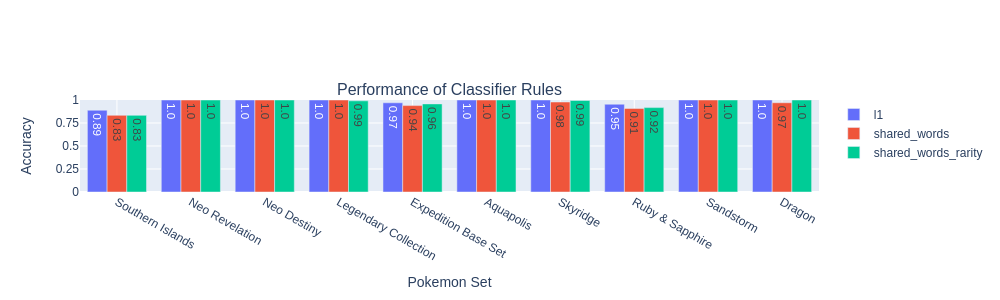 Performance of Classifier Rules
Accuracy
1
0.75
0.5
0.25
0
0.89 0.83 0.83
1.0 1.0 1.0
1.0 1.0 1.0
1.0 1.0 0.99
0.97 0.94 0.96
1.0 1.0 1.0
1.0 0.98 0.99
0.95 0.91 0.92
1.0 1.0 1.0
1.0 0.97 1.0
Southern Islands
Neo Revelation
Neo Destiny
Legendary Collection
Expedition Base Set
Aquapolis
Skyridge
Ruby & Sapphire
Sandstorm
Dragon
Pokemon Set
l1
shared_words
shared_words_rarity